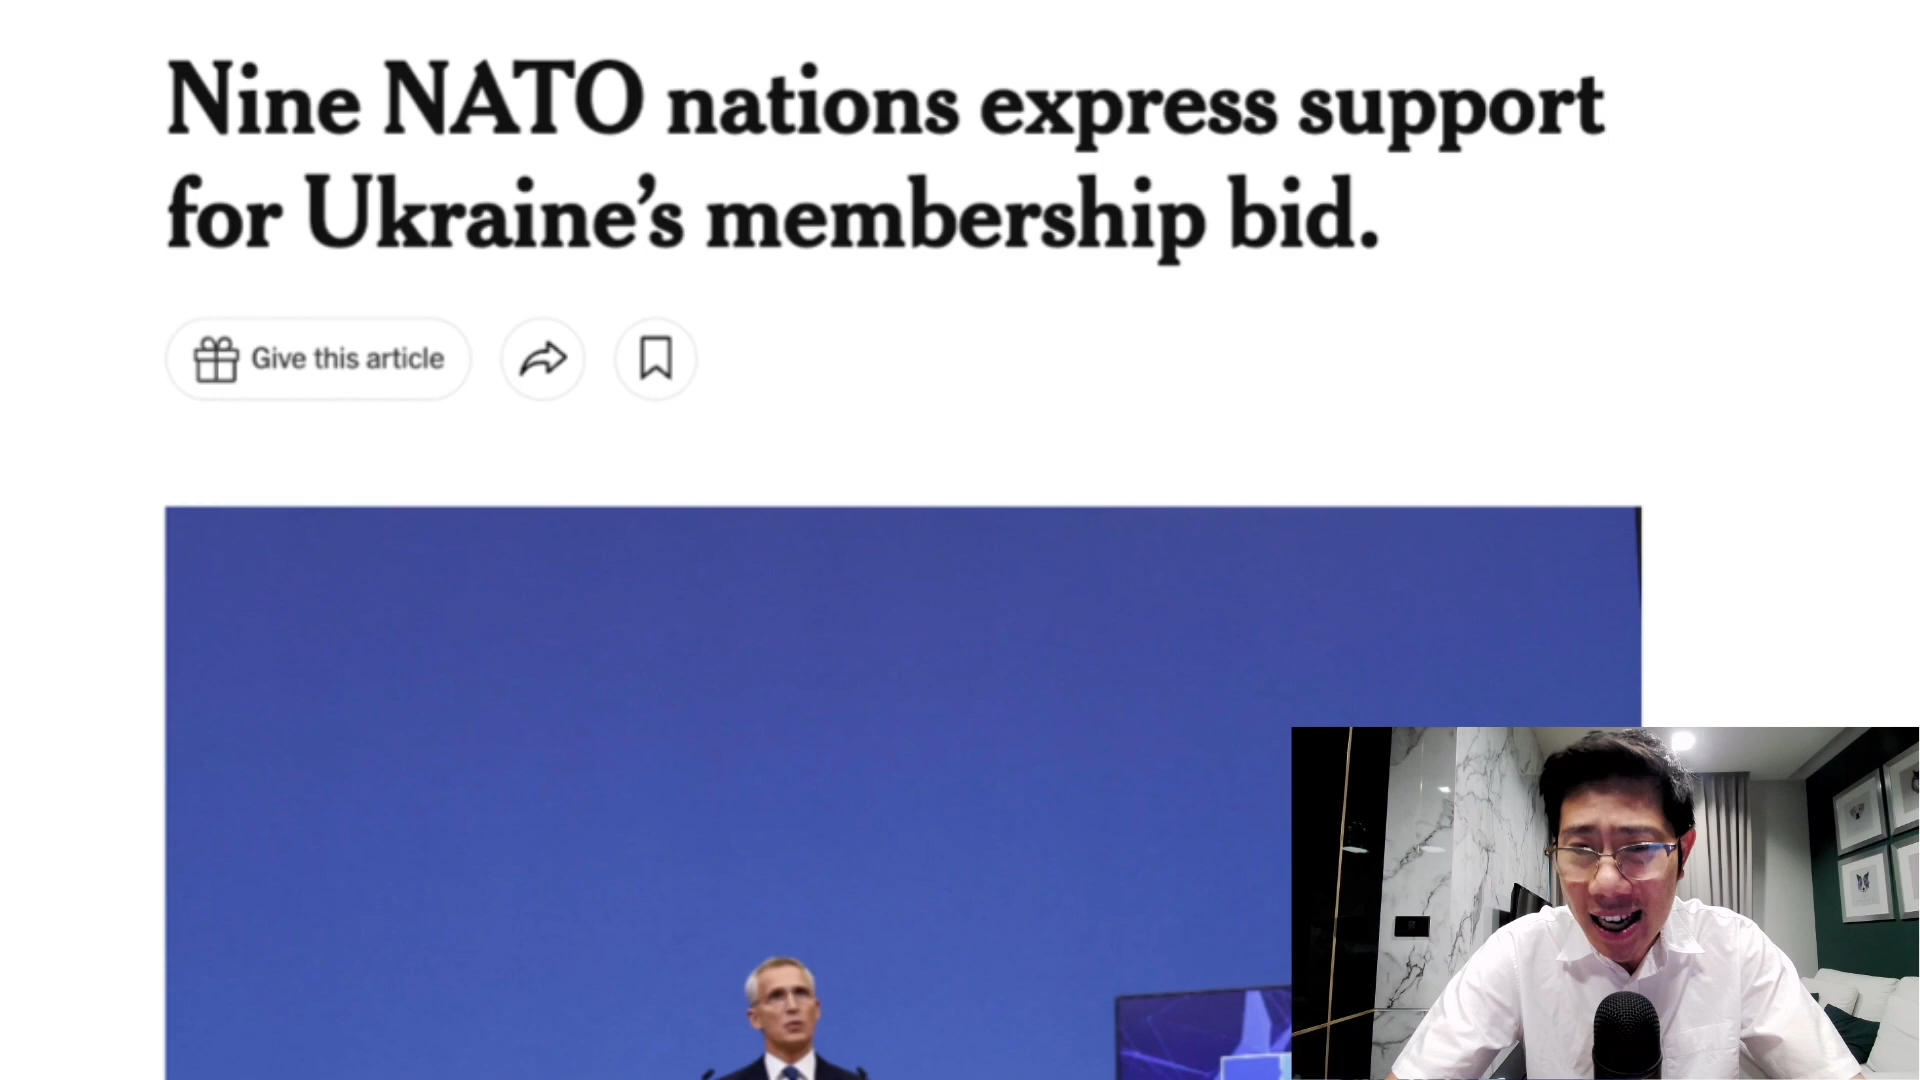 Nine NATO nations express support
for Ukraine’s membership bid.
Give this article